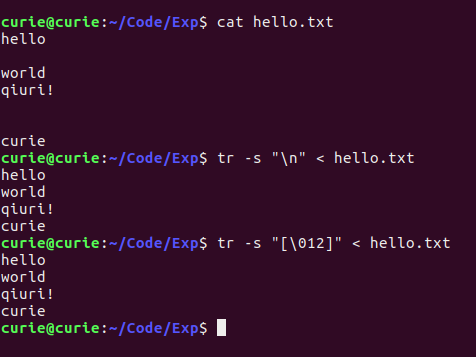 curie@curie:~/Code/Exp$ cat hello.txt
hello

world
qiuri!


curie
curie@curie:~/Code/Exp$ tr -s "\n" < hello.txt
hello
world
qiuri!
curie
curie@curie:~/Code/Exp$ tr -s "[\012]" < hello.txt
hello
world
qiuri!
curie
curie@curie:~/Code/Exp$